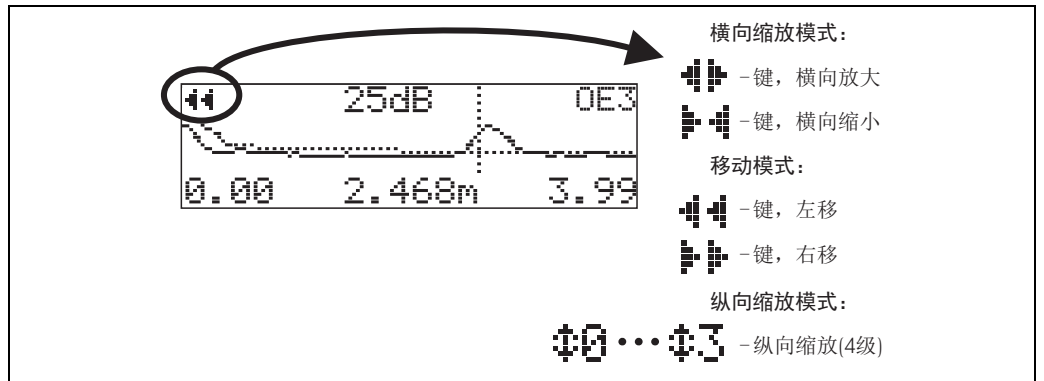 25dB 0E3
0.00 2.468m 3.99
横向缩放模式：
-键，横向放大
-键，横向缩小
移动模式：
-键，左移
-键，右移
纵向缩放模式：
0···3 -纵向缩放(4级)